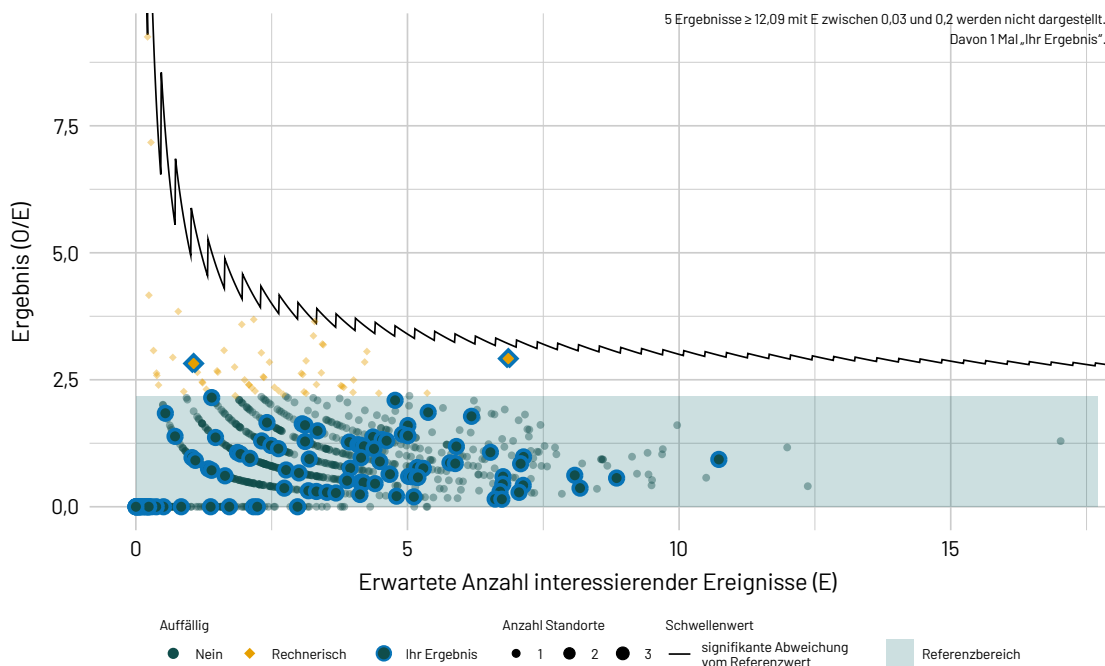 5 Ergebnisse ≥ 12,09 mit E zwischen 0,03 und 0,2 werden nicht dargestellt.
Davon 1 Mal „Ihr Ergebnis“.
Ergebnis (O/E)
7,5
5,0
2,5
0,0
0
5
10
15
Erwartete Anzahl interessierender Ereignisse (E)
Auffällig
Anzahl Standorte
Schwellenwert
Nein
Rechnerisch
Ihr Ergebnis
1
2
3
signifikante Abweichung
vom Referenzwert
Referenzbereich